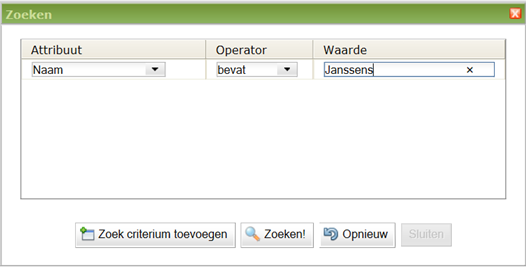 Zoeken
Attribuut Operator Waarde
Naam bevat Janssens ×
Zoek criterium toevoegen Zoeken! Opnieuw Sluiten